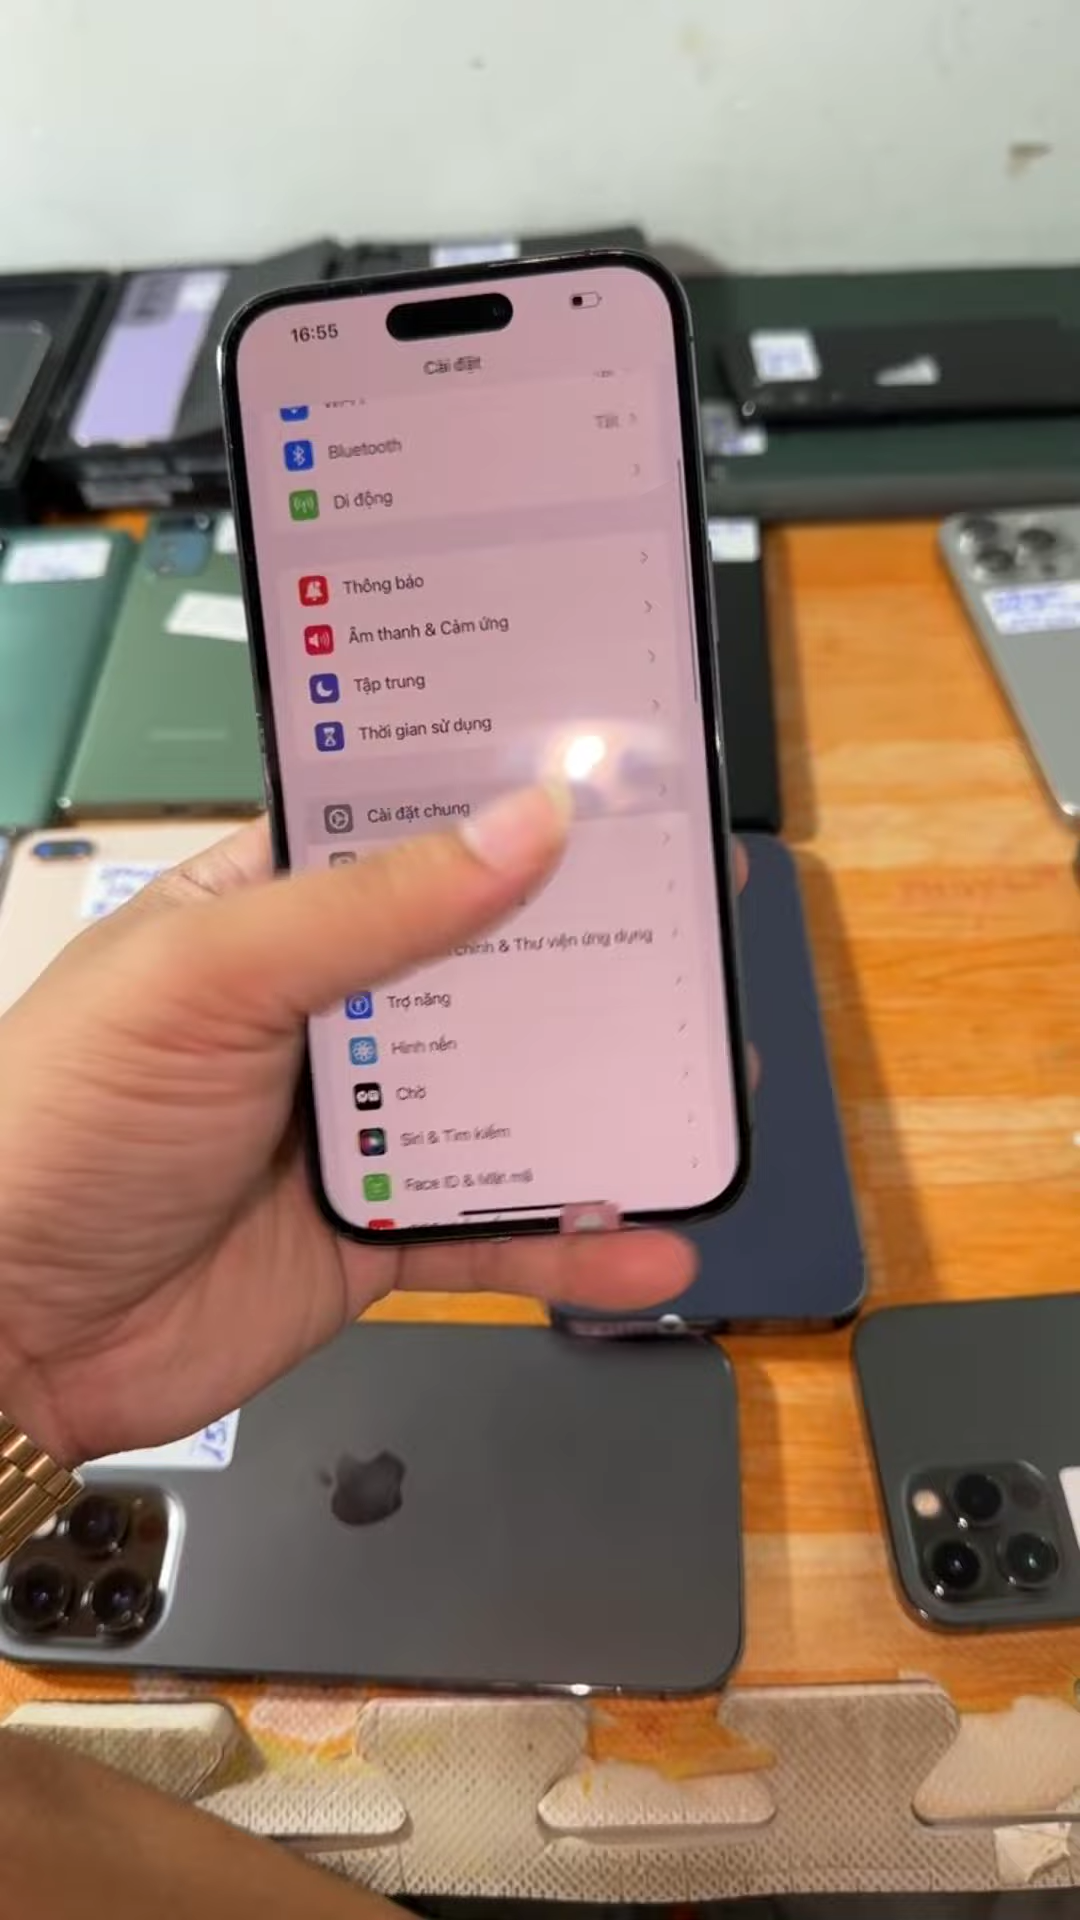 16:55
Cài đặt
Bluetooth
Tắt
Di động
Thông báo
Âm thanh & Cảm ứng
Tập trung
Thời gian sử dụng
Cài đặt chung
chính & Thư viện ứng dụng
Trợ năng
Hình nền
Chờ
Siri & Tìm kiếm
Face ID & Mật mã